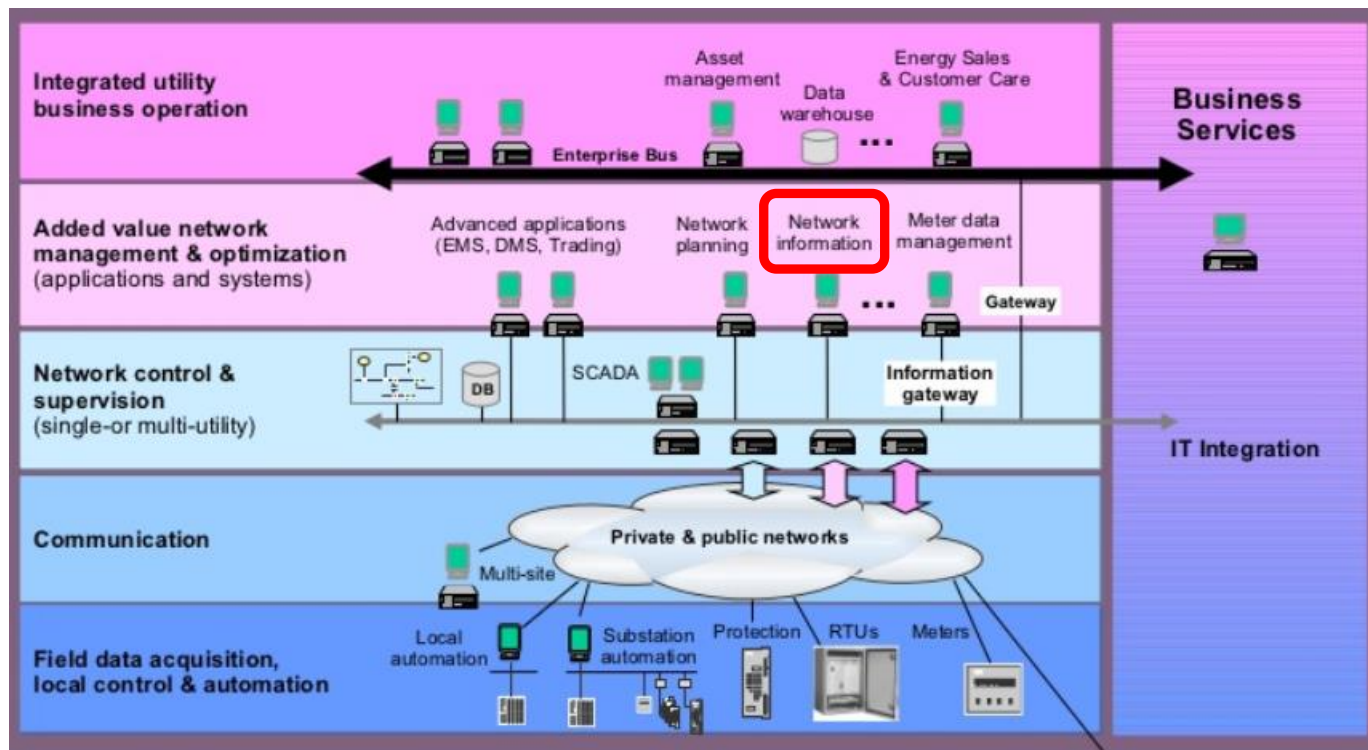 Integrated utility
business operation
Asset
management
Data
warehouse
Energy Sales
& Customer Care
...
Enterprise Bus
Business
Services
Added value network
management & optimization
(applications and systems)
Advanced applications
(EMS, DMS, Trading)
Network
planning
Network
information
Meter data
management
...
Gateway
Network control &
supervision
(single-or multi-utility)
DB
SCADA
Information
gateway
IT Integration
Communication
Private & public networks
Multi-site
Field data acquisition,
local control & automation
Local
automation
Substation
automation
Protection
RTUs
Meters